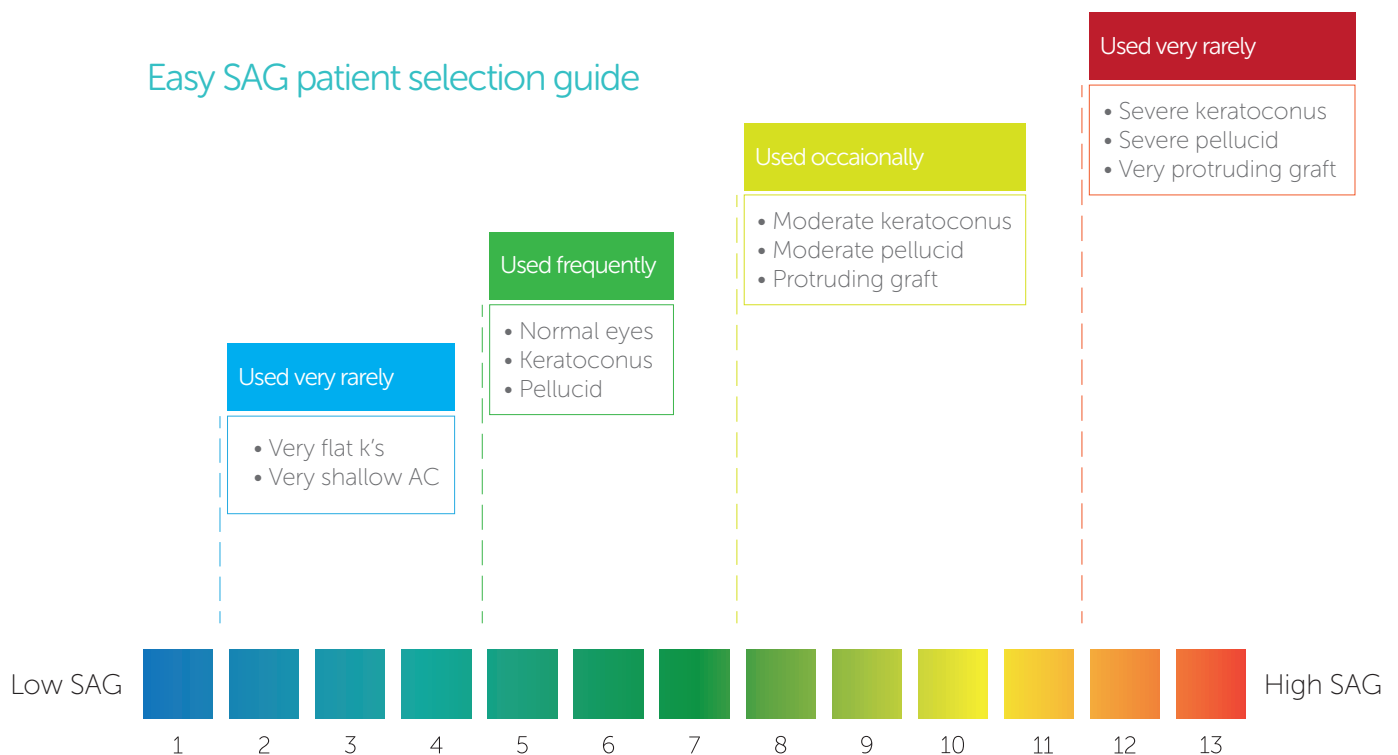 Easy SAG patient selection guide
Used very rarely
• Severe keratoconus
• Severe pellucid
• Very protruding graft
Used occaionally
• Moderate keratoconus
• Moderate pellucid
• Protruding graft
Used frequently
• Normal eyes
• Keratoconus
• Pellucid
Used very rarely
• Very flat k's
• Very shallow AC
Low SAG
High SAG
1 2 3 4 5 6 7 8 9 10 11 12 13